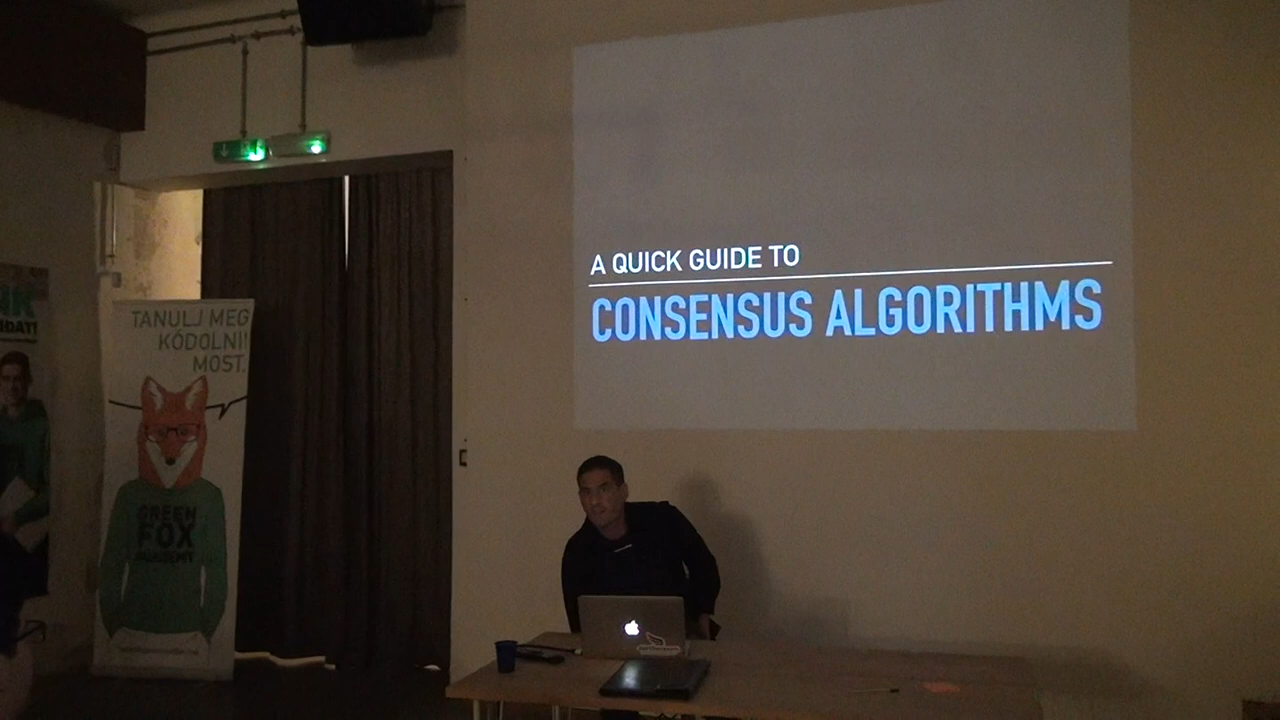 A QUICK GUIDE TO
CONSENSUS ALGORITHMS
TANULJ MEG
KÓDOLNI
MOST.
GREEN
FOX
ACADEMY